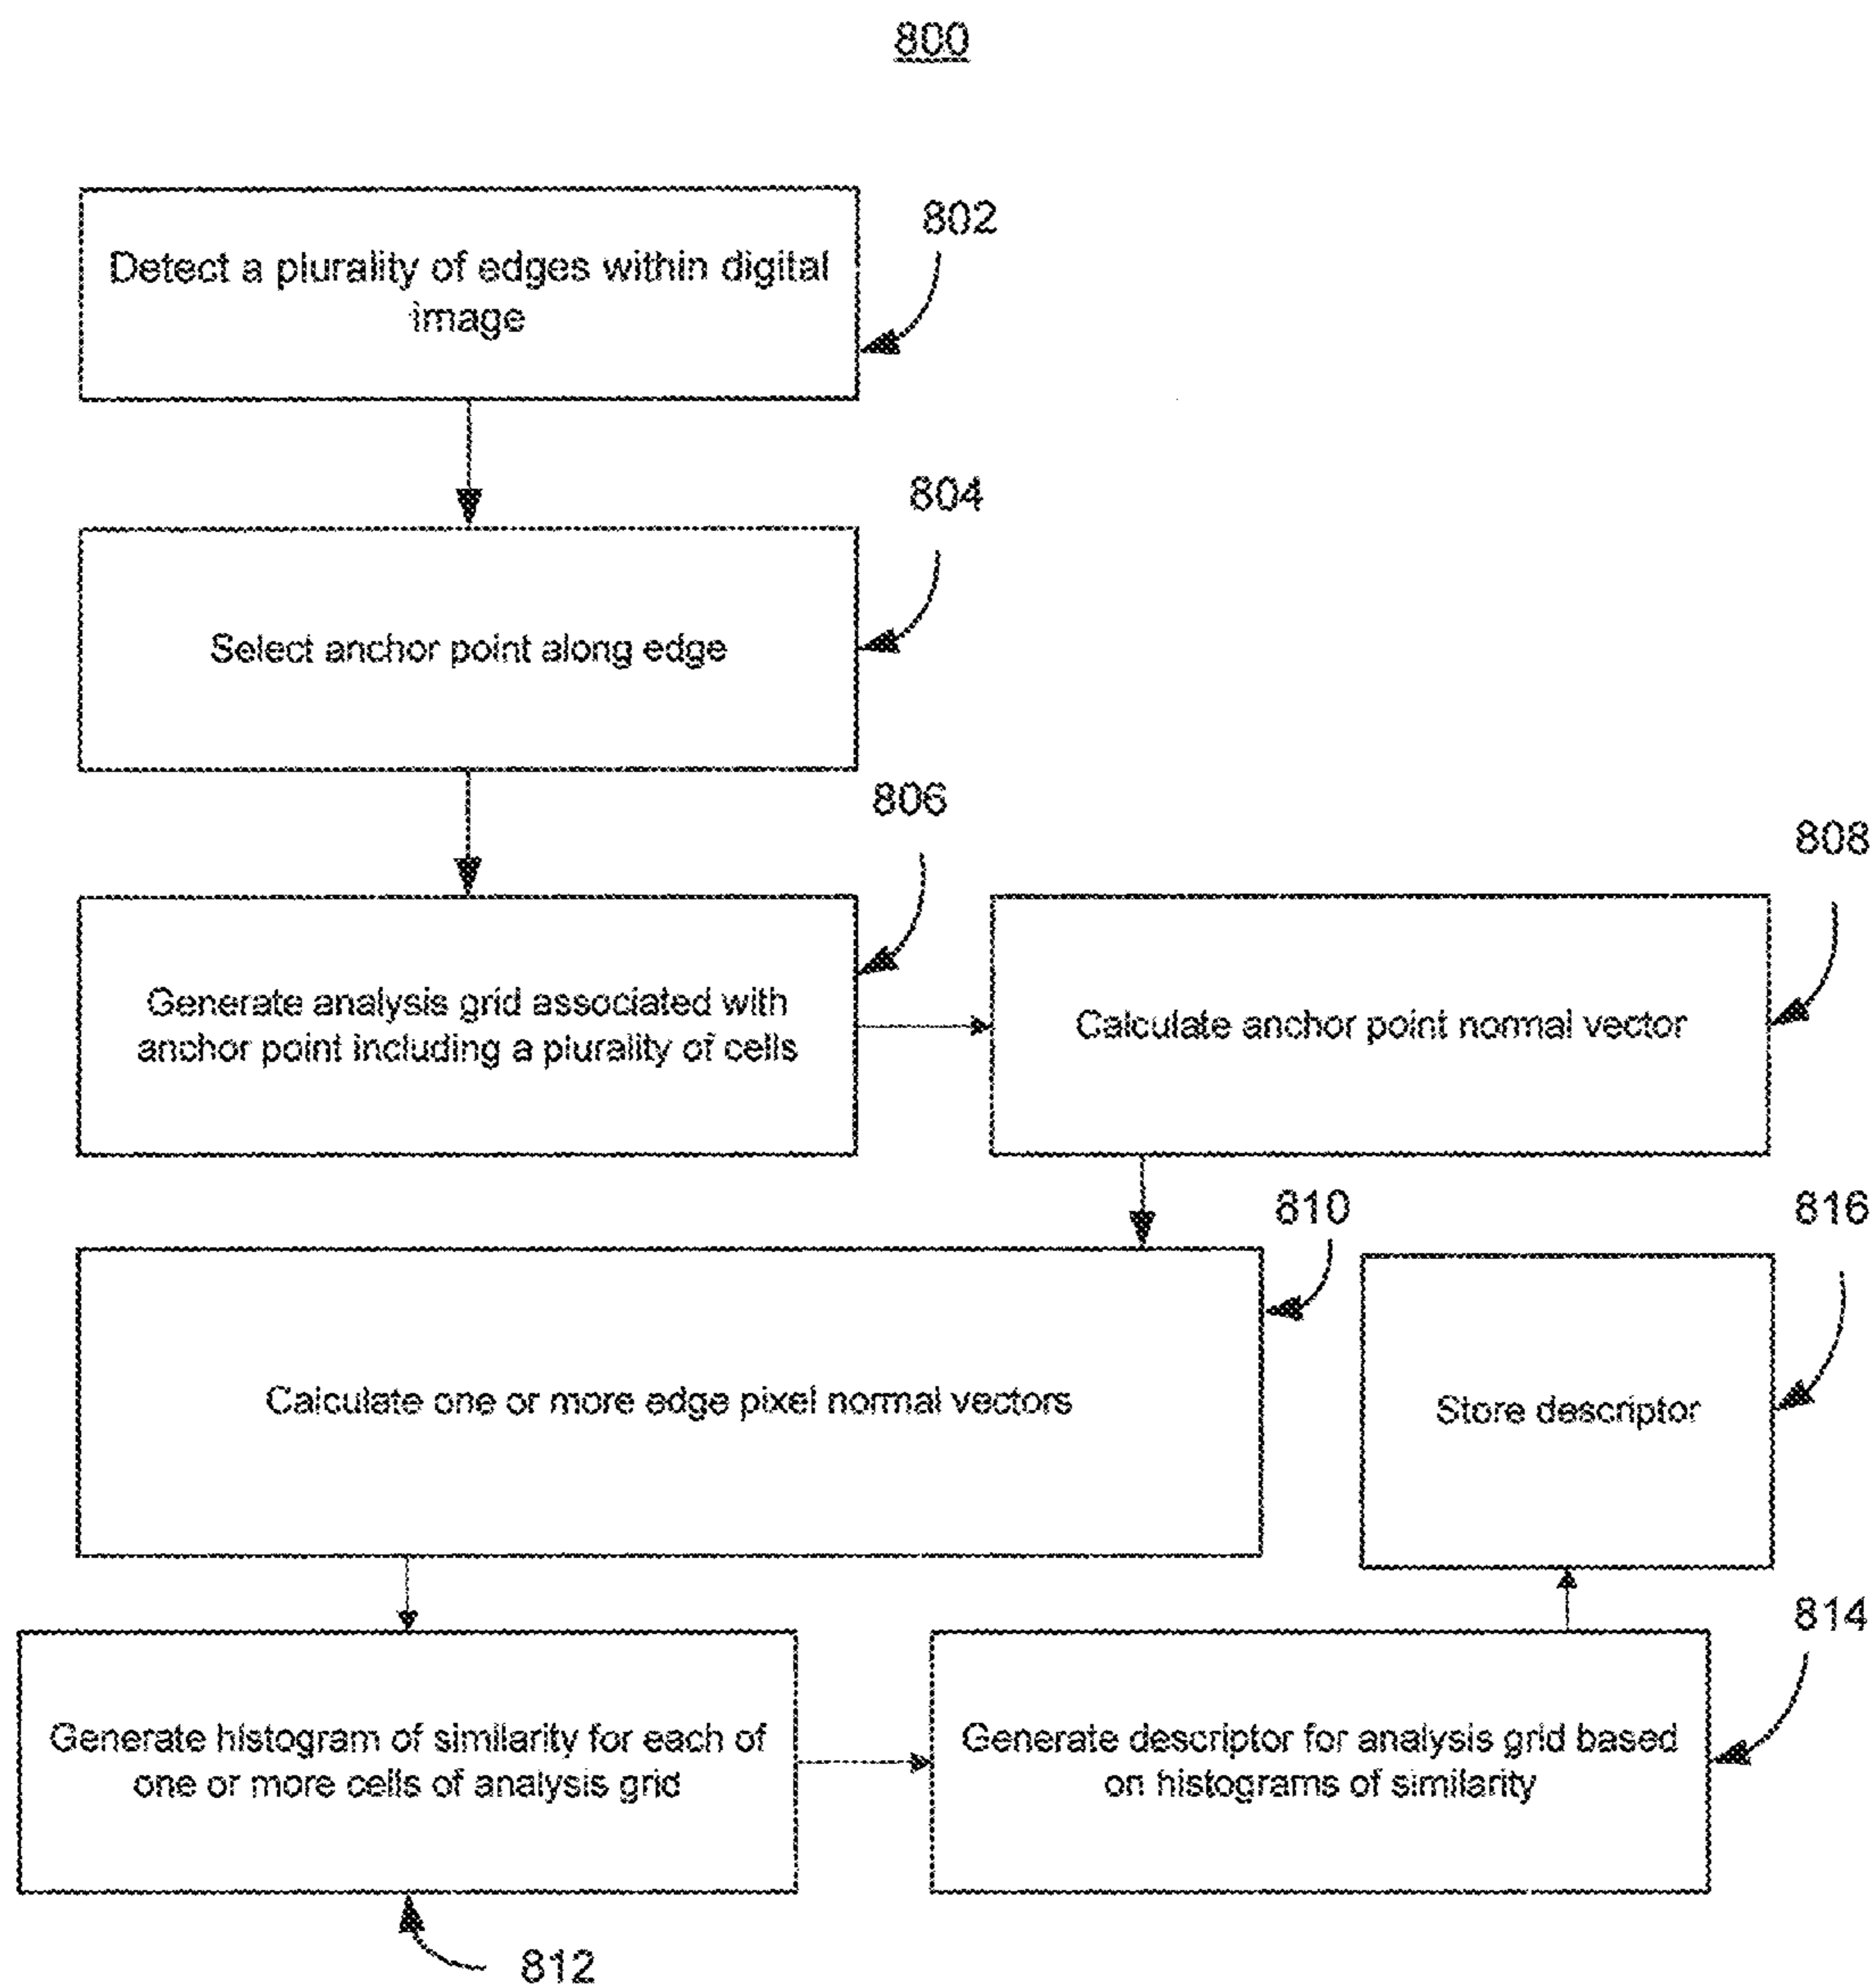 800
802
Detect a plurality of edges within digital
image
804
Select anchor point along edge
806
808
Generate analysis grid associated with
anchor point including a plurality of cells
Calculate anchor point normal vector
810
816
Calculate one or more edge pixel normal vectors
Store descriptor
814
Generate histogram of similarity for each of
one or more cells of analysis grid
Generate descriptor for analysis grid based
on histograms of similarity
812